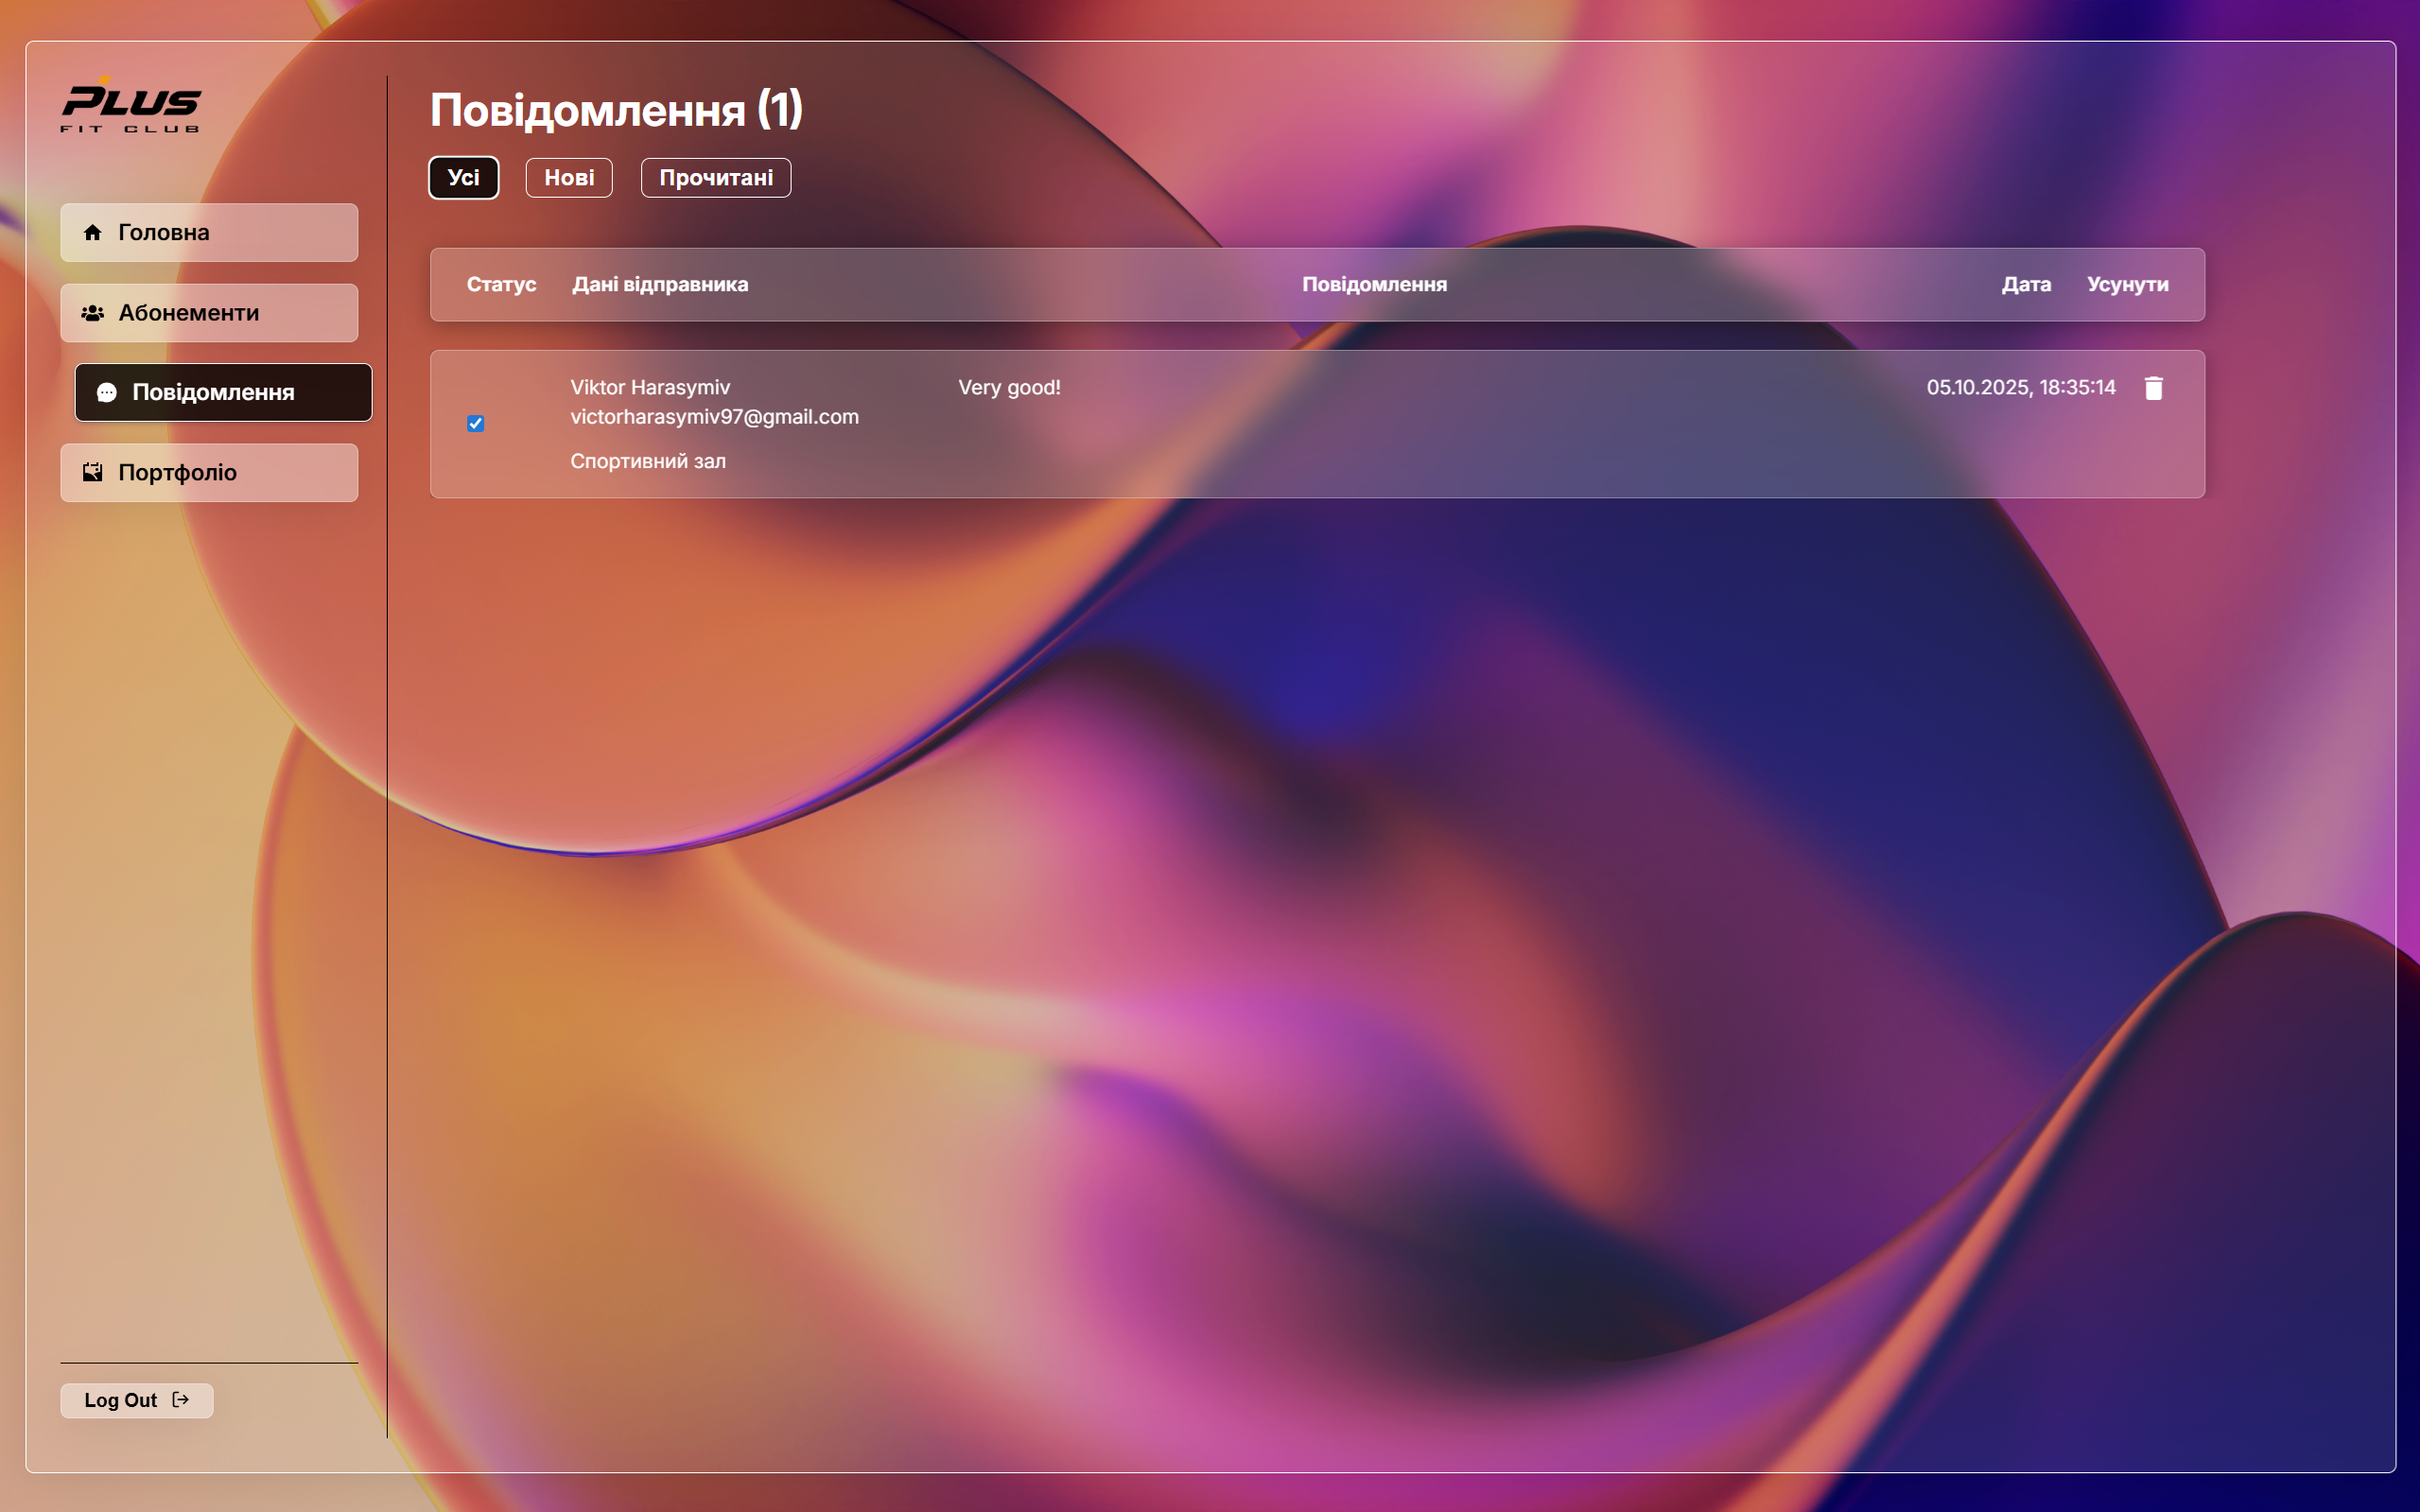 PLUS
FIT CLUB
Головна
Абонементи
Повідомлення
Портфоліо
Log Out
Повідомлення (1)
Усі Нові Прочитані
Статус Дані відправника Повідомлення Дата Усунути
Viktor Harasymiv Very good! 05.10.2025, 18:35:14
victorharasymiv97@gmail.com
Спортивний зал